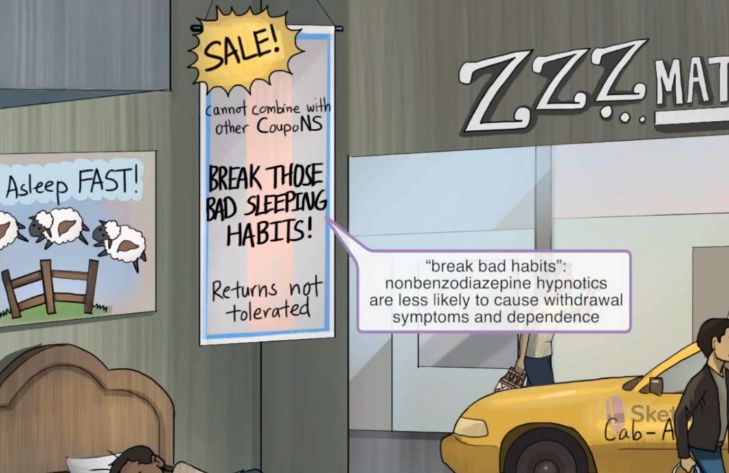 SALE!
cannot combine with
other CoupoNS
BREAK THOSE
BAD SLEEPING
HABITS!
Returns not
tolerated
Asleep FAST!
ZZZ... MAT
“break bad habits”:
nonbenzodiazepine hypnotics
are less likely to cause withdrawal
symptoms and dependence
Sket
Cab-A